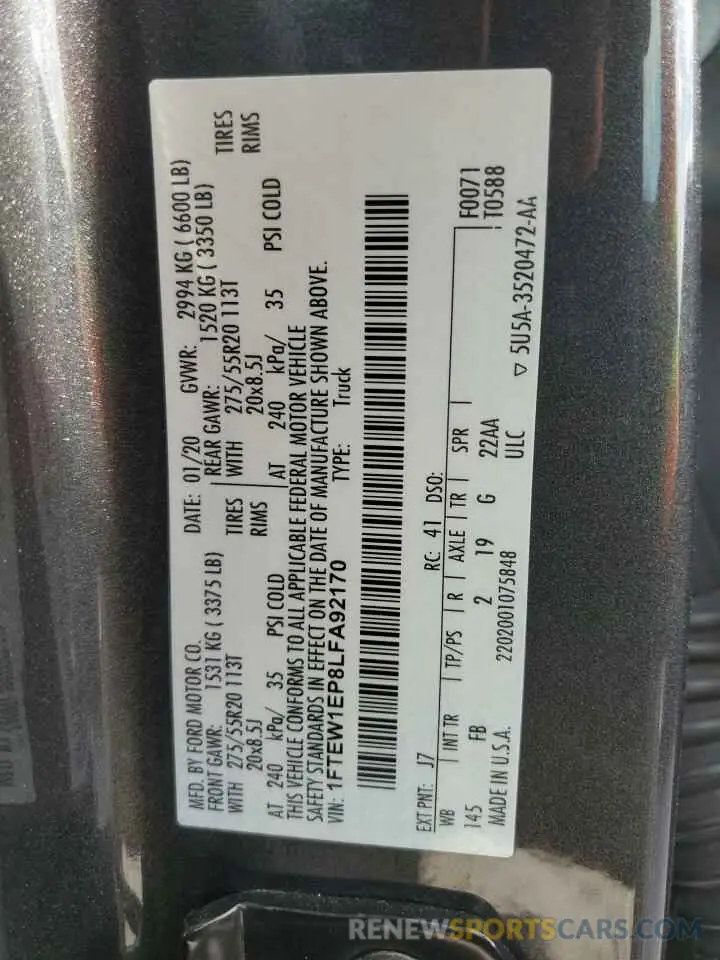 MFD. BY FORD MOTOR CO.
DATE: 01/20 GVWR: 2994 KG ( 6600 LB)
FRONT GAWR: 1531 KG ( 3375 LB) REAR GAWR: 1520 KG ( 3350 LB)
WITH 275/55R20 113T TIRES WITH 275/55R20 113T TIRES
20x8.5J RIMS 20x8.5J RIMS
AT 240 kPa/ 35 PSI COLD AT 240 kPa/ 35 PSI COLD
THIS VEHICLE CONFORMS TO ALL APPLICABLE FEDERAL MOTOR VEHICLE
SAFETY STANDARDS IN EFFECT ON THE DATE OF MANUFACTURE SHOWN ABOVE.
VIN: 1FTEW1EP8LFA92170 TYPE: Truck
EXT PNT: J7 RC: 41 DSO: F0071
WB INT TR TP/PS R AXLE TR SPR T0588
145 FB 2 19 G 22AA
MADE IN U.S.A. 2202001075848 ULC ▽ 5U5A-3520472-AA
RENEWSPORTSCARS.COM